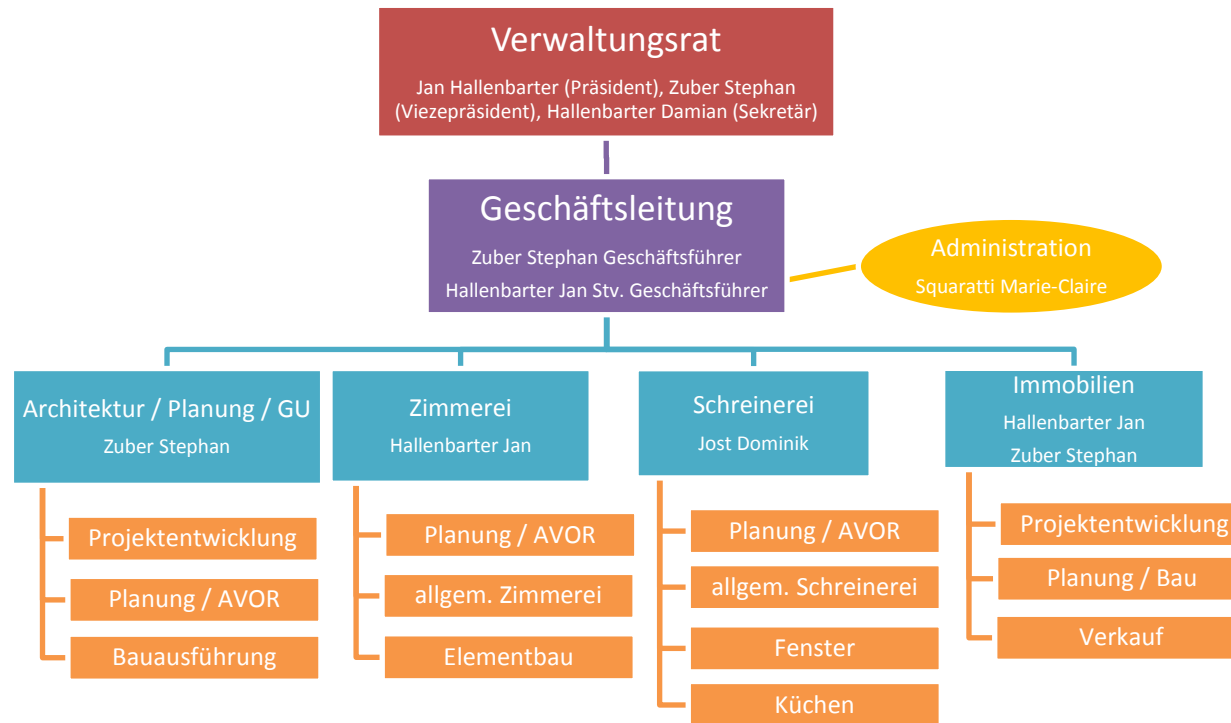 Verwaltungsrat
Jan Hallenbarter (Präsident), Zuber Stephan
(Viezepräsident), Hallenbarter Damian (Sekretär)
Geschäftsleitung
Zuber Stephan Geschäftsführer
Hallenbarter Jan Stv. Geschäftsführer
Administration
Squaratti Marie-Claire
Architektur / Planung / GU
Zuber Stephan
Projektentwicklung
Planung / AVOR
Bauausführung
Zimmerei
Hallenbarter Jan
Planung / AVOR
allgem. Zimmerei
Elementbau
Schreinerei
Jost Dominik
Planung / AVOR
allgem. Schreinerei
Fenster
Küchen
Immobilien
Hallenbarter Jan
Zuber Stephan
Projektentwicklung
Planung / Bau
Verkauf